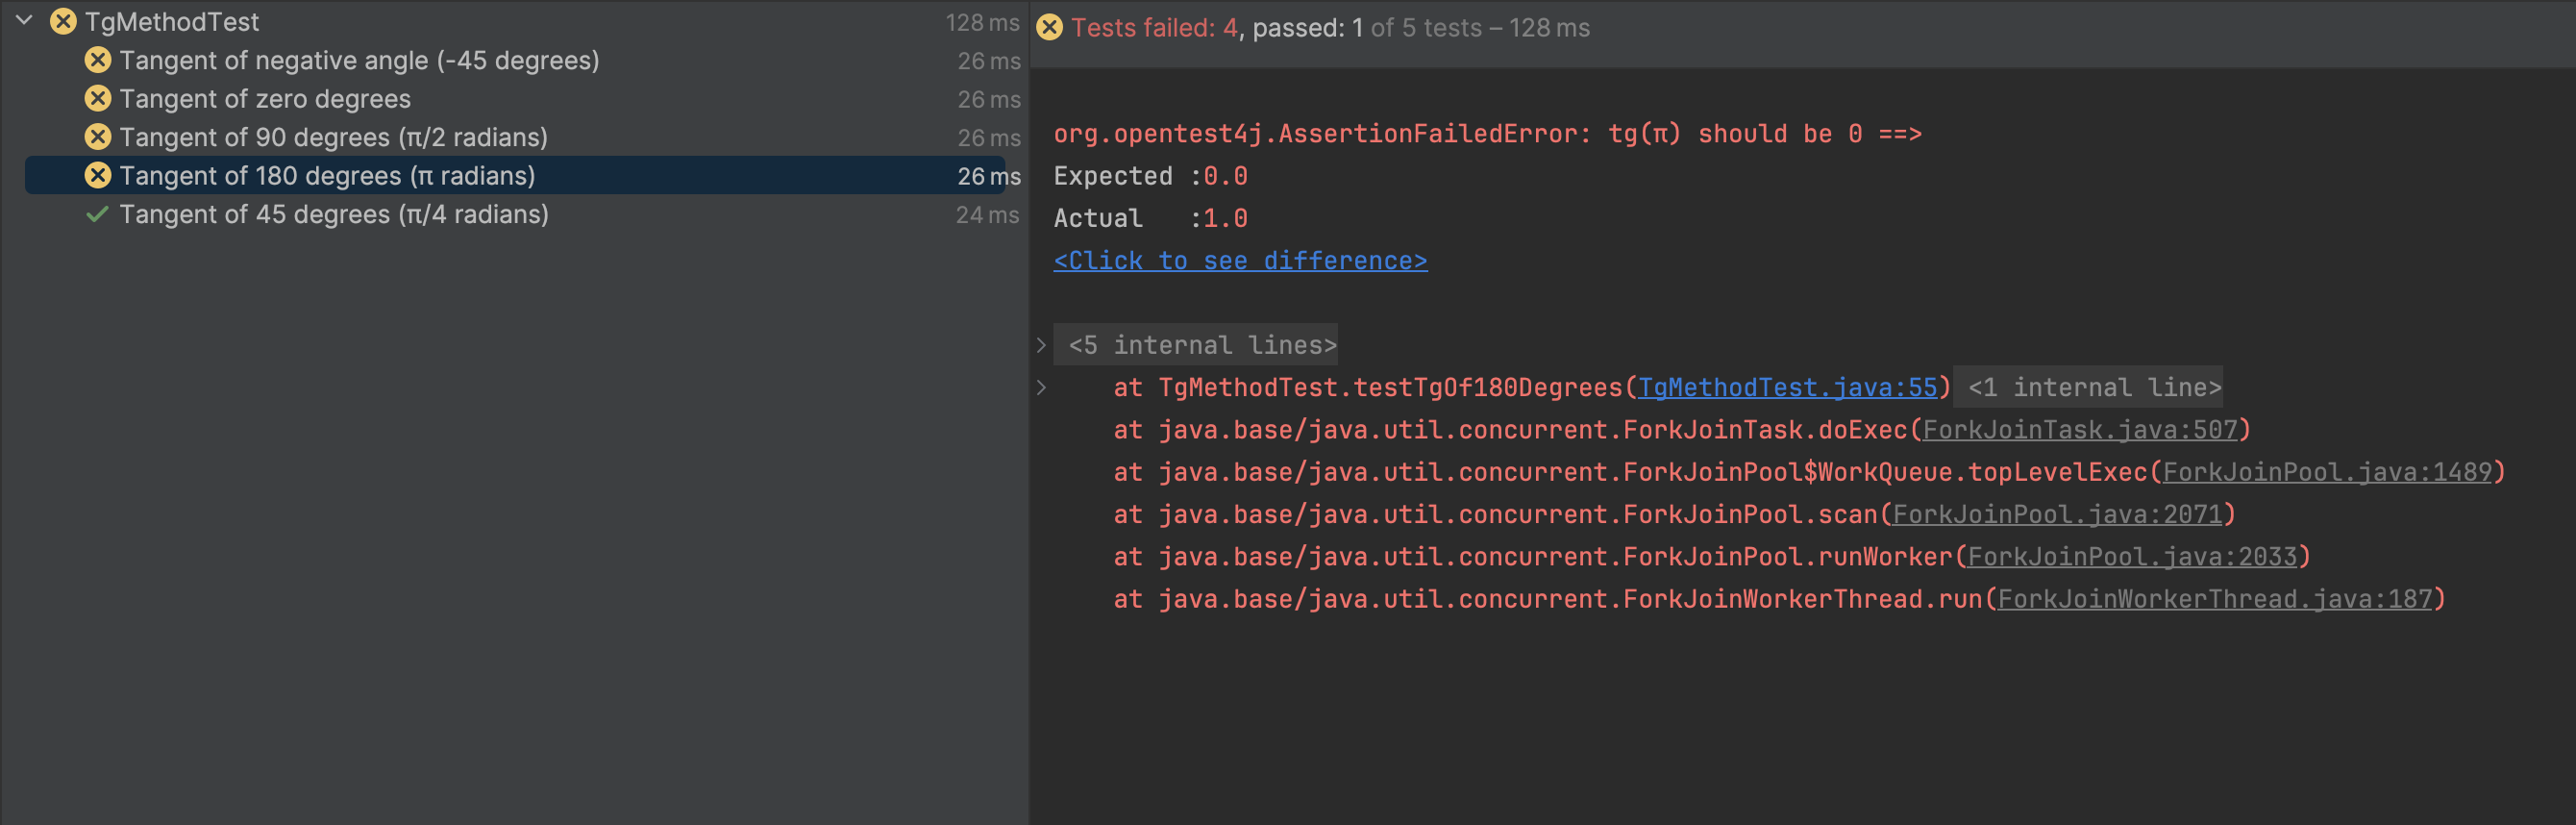 TgMethodTest 128 ms
Tangent of negative angle (-45 degrees) 26 ms
Tangent of zero degrees 26 ms
Tangent of 90 degrees (π/2 radians) 26 ms
Tangent of 180 degrees (π radians) 26 ms
Tangent of 45 degrees (π/4 radians) 24 ms
Tests failed: 4, passed: 1 of 5 tests – 128 ms
org.opentest4j.AssertionFailedError: tg(π) should be 0 ==>
Expected :0.0
Actual   :1.0
<Click to see difference>
<5 internal lines>
at TgMethodTest.testTgOf180Degrees(TgMethodTest.java:55) <1 internal line>
at java.base/java.util.concurrent.ForkJoinTask.doExec(ForkJoinTask.java:507)
at java.base/java.util.concurrent.ForkJoinPool$WorkQueue.topLevelExec(ForkJoinPool.java:1489)
at java.base/java.util.concurrent.ForkJoinPool.scan(ForkJoinPool.java:2071)
at java.base/java.util.concurrent.ForkJoinPool.runWorker(ForkJoinPool.java:2033)
at java.base/java.util.concurrent.ForkJoinWorkerThread.run(ForkJoinWorkerThread.java:187)